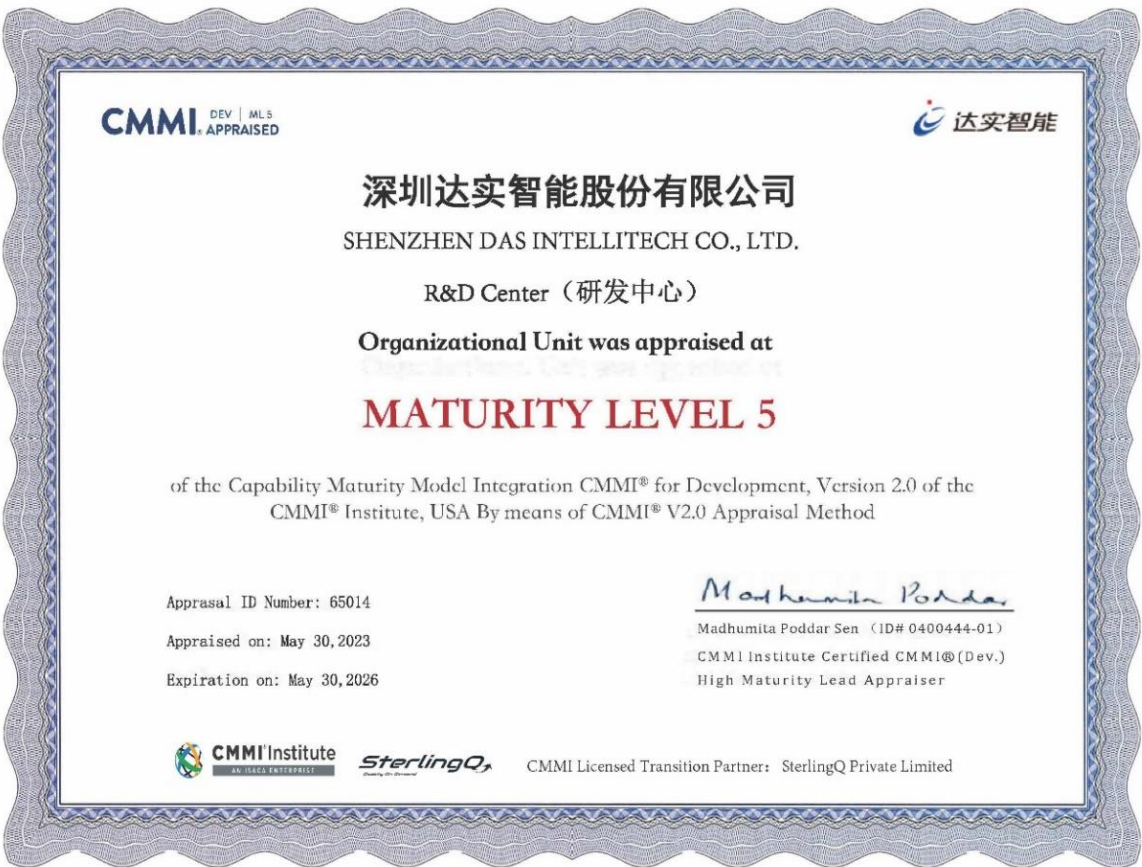 CMMI® DEV | ML5
APPRAISED
达实智能
深圳达实智能股份有限公司
SHENZHEN DAS INTELLITECH CO., LTD.
R&D Center（研发中心）
Organizational Unit was appraised at
MATURITY LEVEL 5
of the Capability Maturity Model Integration CMMI® for Development, Version 2.0 of the
CMMI® Institute, USA By means of CMMI® V2.0 Appraisal Method
Apprasal ID Number: 65014
Appraised on: May 30,2023
Expiration on: May 30,2026
Madhumita Poddar
Madhumita Poddar Sen （ID# 0400444-01）
CMMI Institute Certified CMMI®(Dev.)
High Maturity Lead Appraiser
CMMI Institute
AN ISACA ENTERPRISE
SterlingQ
Quality On Demand
CMMI Licensed Transition Partner: SterlingQ Private Limited